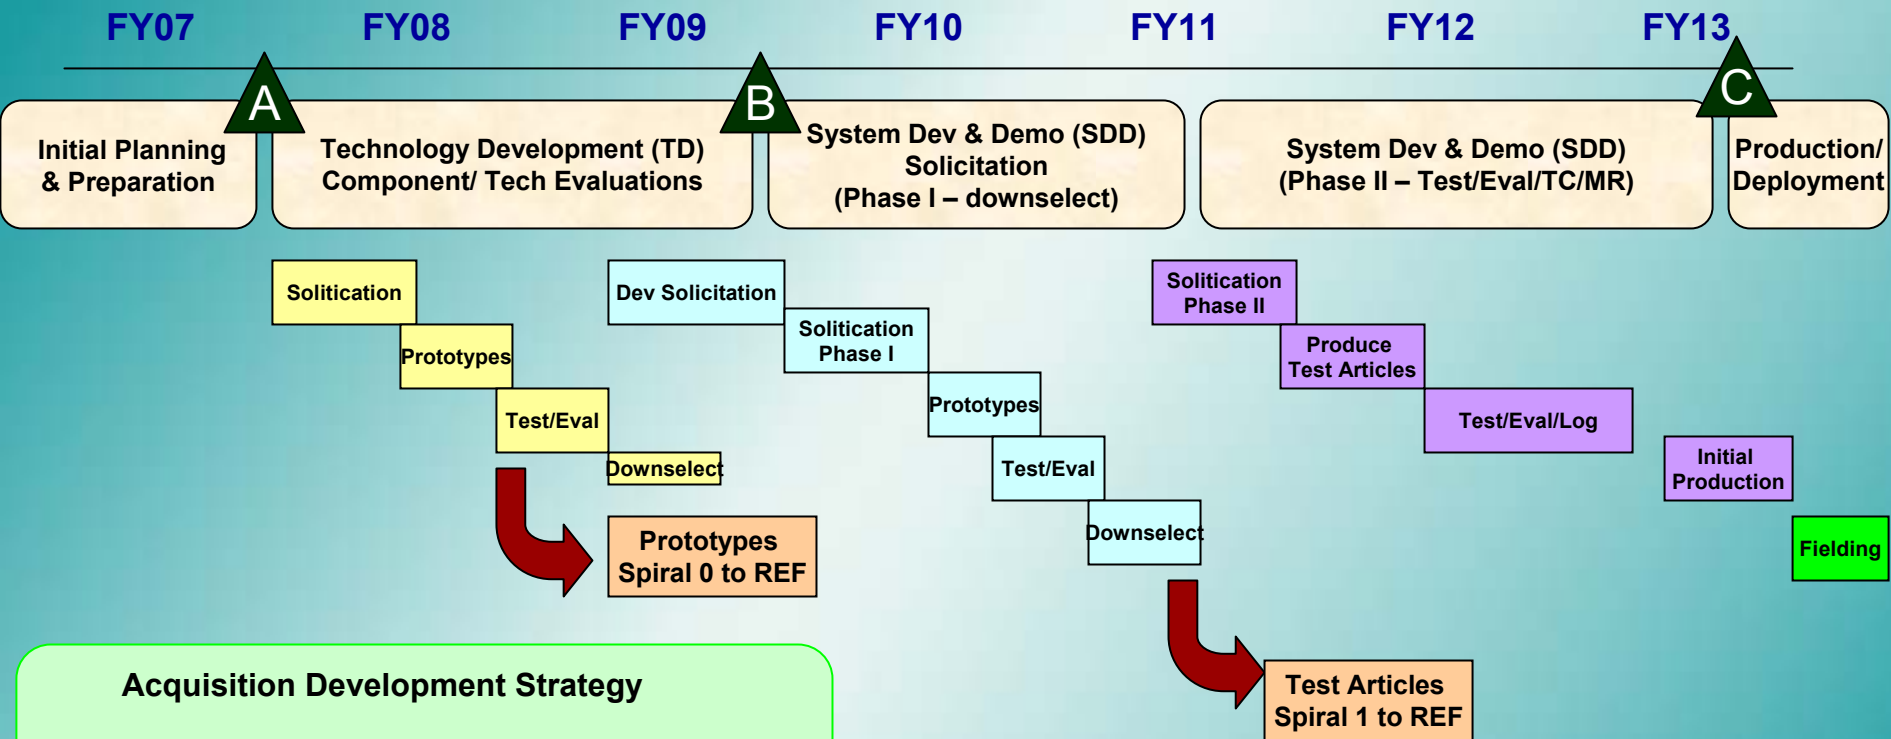 FY07 FY08 FY09 FY10 FY11 FY12 FY13
A B C
Initial Planning
& Preparation
Technology Development (TD)
Component/ Tech Evaluations
System Dev & Demo (SDD)
Solicitation
(Phase I – downselect)
System Dev & Demo (SDD)
(Phase II – Test/Eval/TC/MR)
Production/
Deployment
Solitication
Prototypes
Test/Eval
Downselect
Prototypes
Spiral 0 to REF
Dev Solicitation
Solitication
Phase I
Prototypes
Test/Eval
Downselect
Solitication
Phase II
Produce
Test Articles
Test/Eval/Log
Initial
Production
Fielding
Test Articles
Spiral 1 to REF
Acquisition Development Strategy